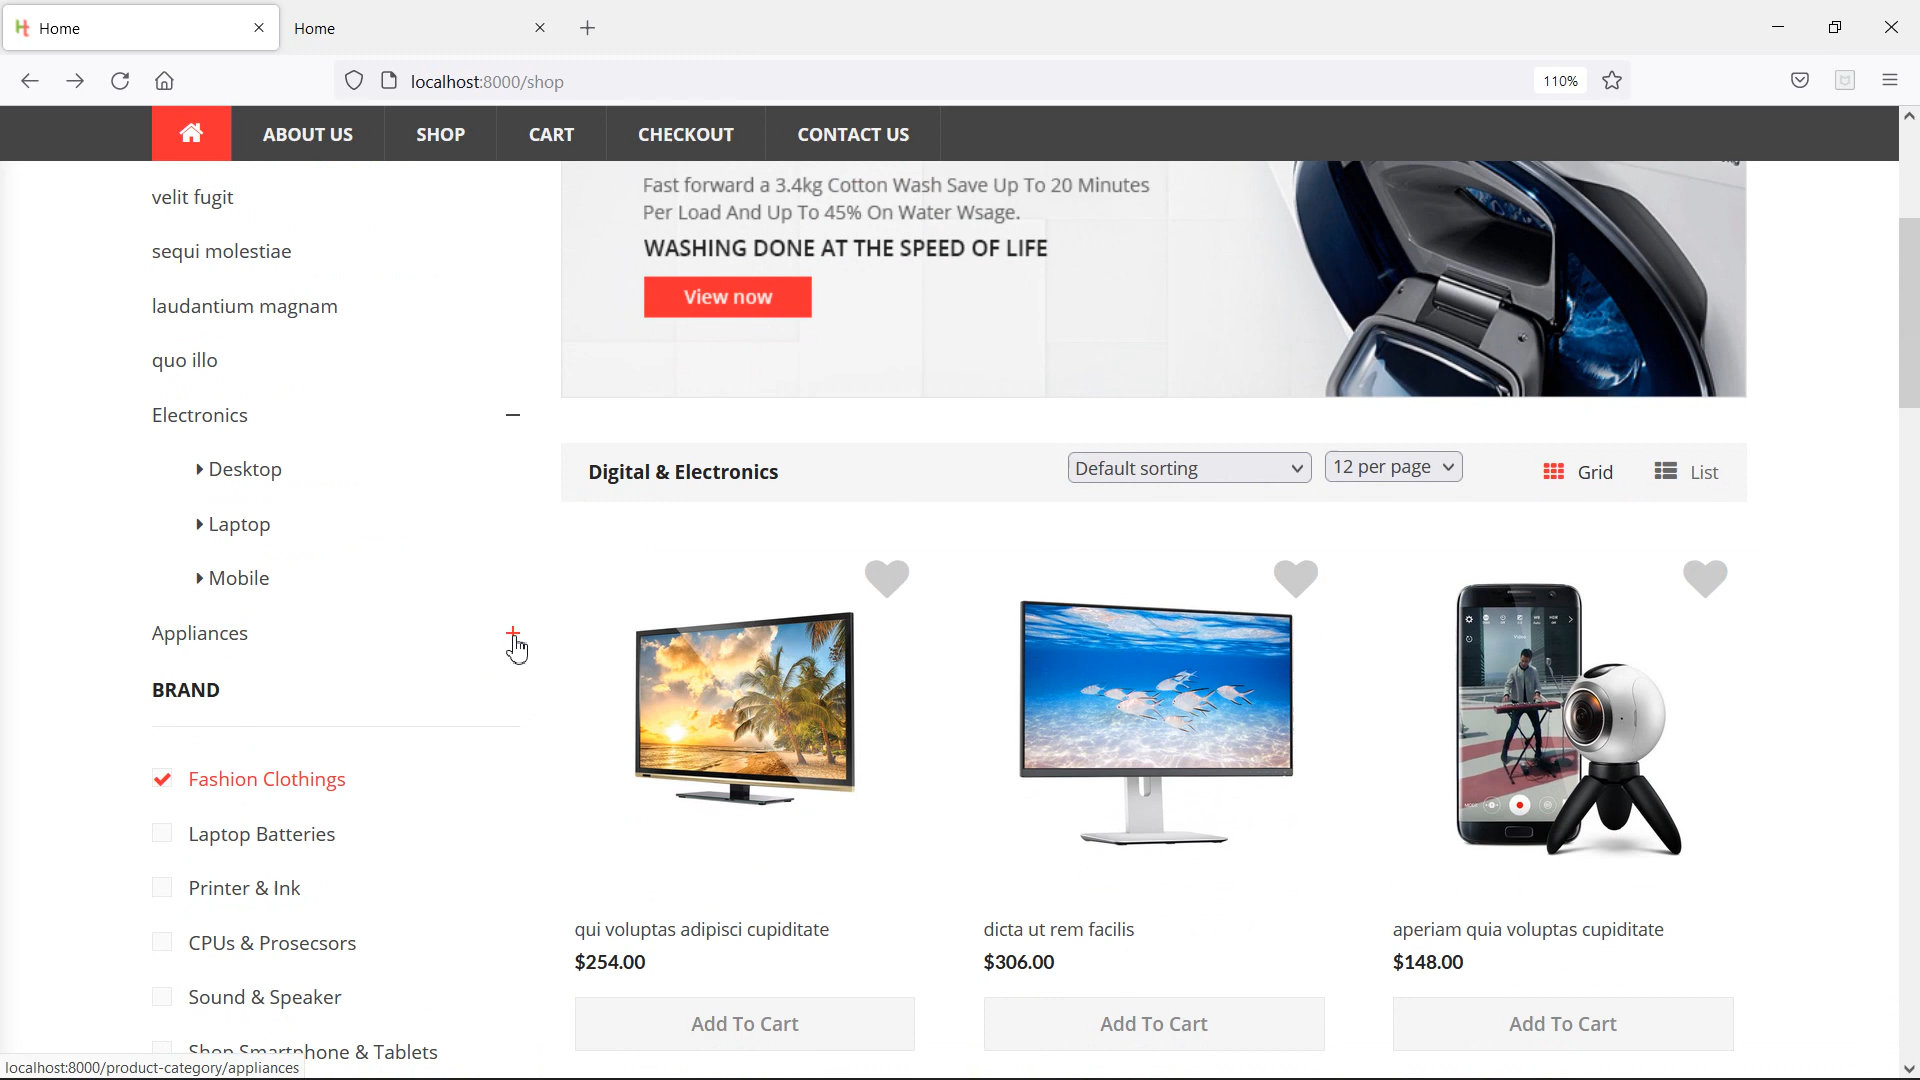 Home
Home
localhost:8000/shop
110%
ABOUT US
SHOP
CART
CHECKOUT
CONTACT US
velit fugit
sequi molestiae
laudantium magnam
quo illo
Electronics
Desktop
Laptop
Mobile
Appliances
BRAND
Fashion Clothings
Laptop Batteries
Printer & Ink
CPUs & Prosecsors
Sound & Speaker
Shop Smartphone & Tablets
Fast forward a 3.4kg Cotton Wash Save Up To 20 Minutes
Per Load And Up To 45% On Water Wsage.
WASHING DONE AT THE SPEED OF LIFE
View now
Digital & Electronics
Default sorting
12 per page
Grid
List
qui voluptas adipisci cupiditate
$254.00
Add To Cart
dicta ut rem facilis
$306.00
Add To Cart
aperiam quia voluptas cupiditate
$148.00
Add To Cart
localhost:8000/product-category/appliances